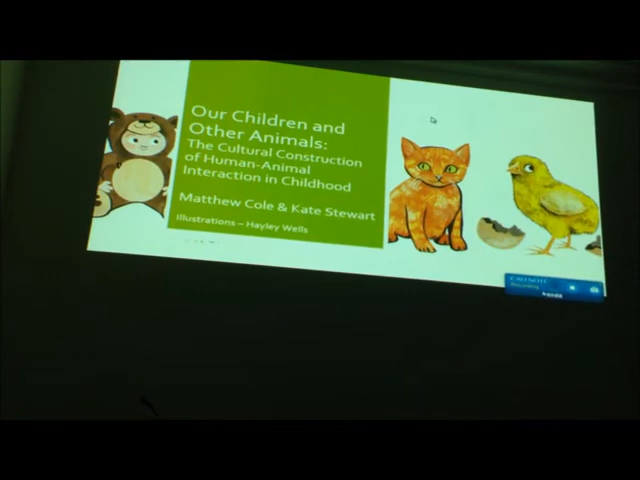 Our Children and
Other Animals:
The Cultural Construction
of Human-Animal
Interaction in Childhood
Matthew Cole & Kate Stewart
Illustrations – Hayley Wells
Recording